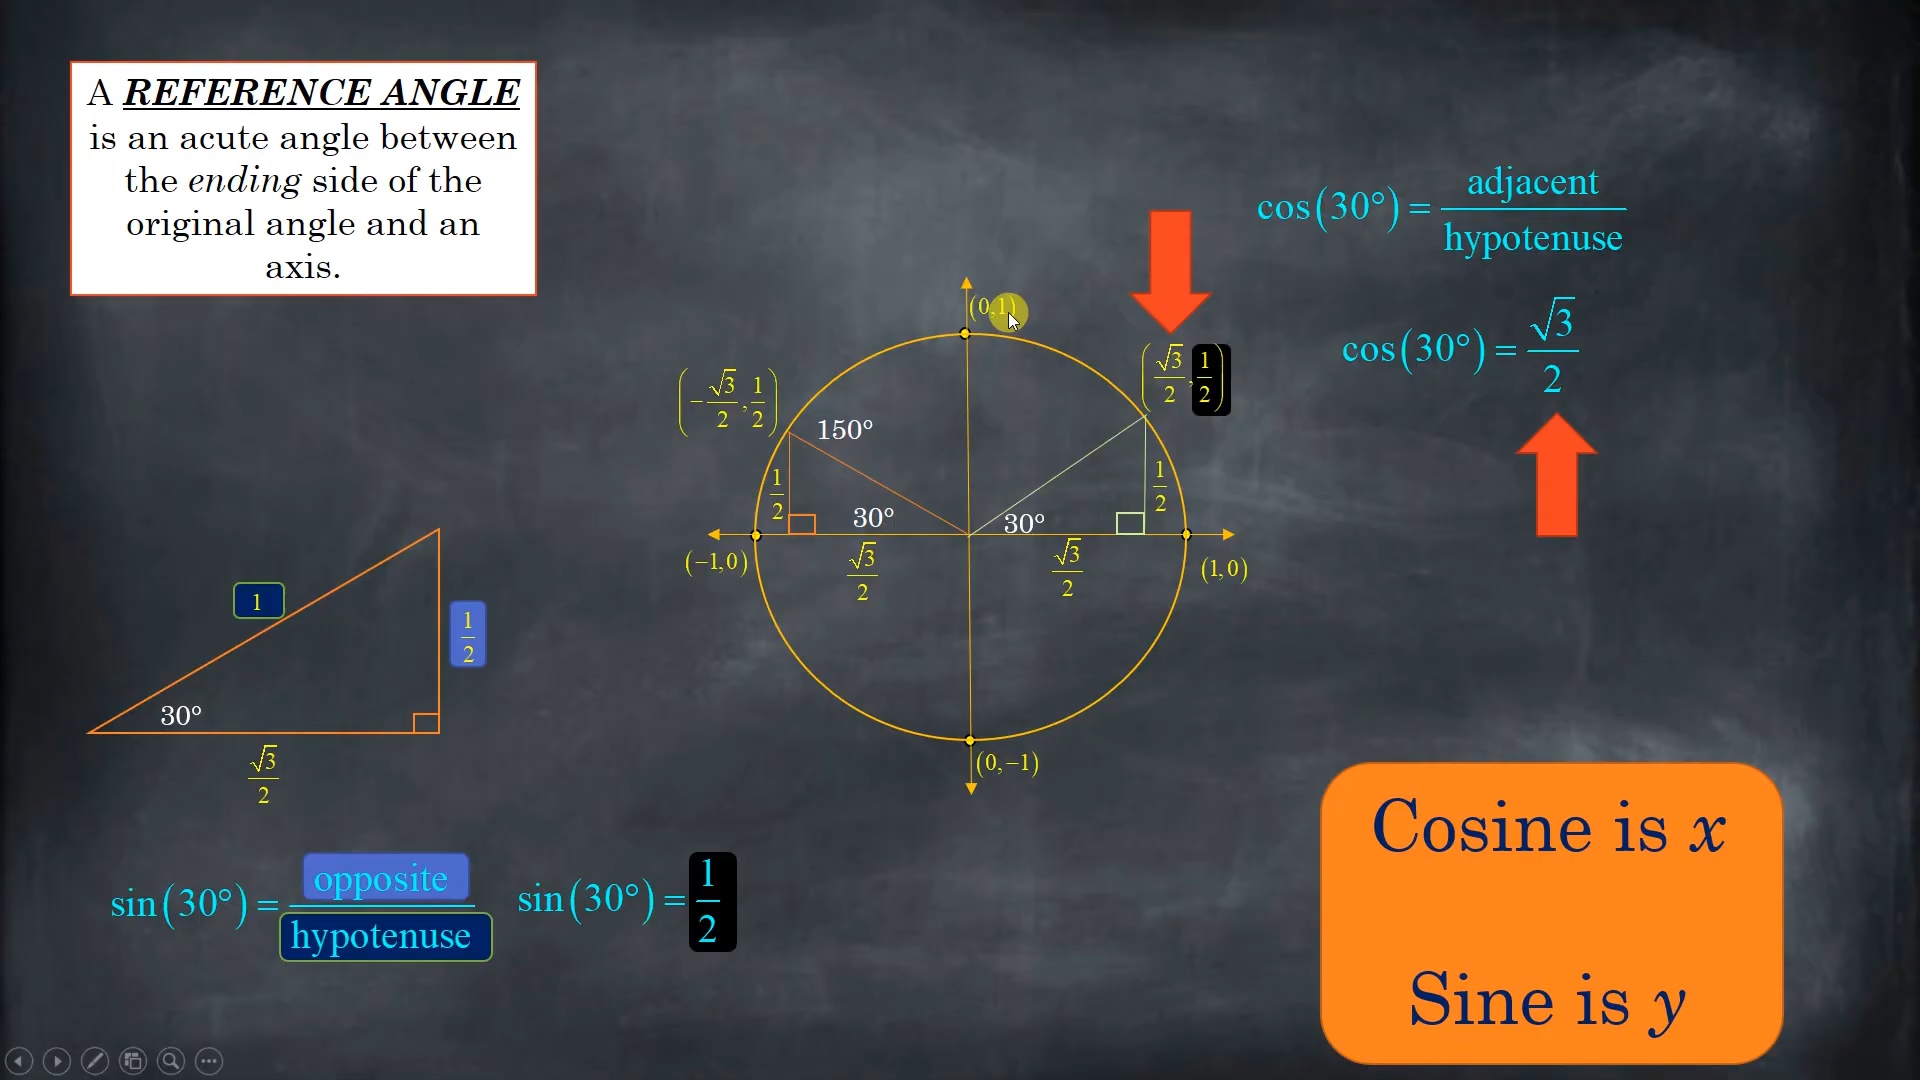 A REFERENCE ANGLE
is an acute angle between
the ending side of the
original angle and an
axis.
cos(30°) = adjacent/hypotenuse
cos(30°) = √3/2
(0,1)
(√3/2, 1/2)
(−√3/2, 1/2)
150°
1/2
30°
√3/2
30°
1/2
√3/2
(−1,0)
(1,0)
(0,−1)
1
1/2
30°
√3/2
sin(30°) = opposite/hypotenuse
sin(30°) = 1/2
Cosine is x
Sine is y